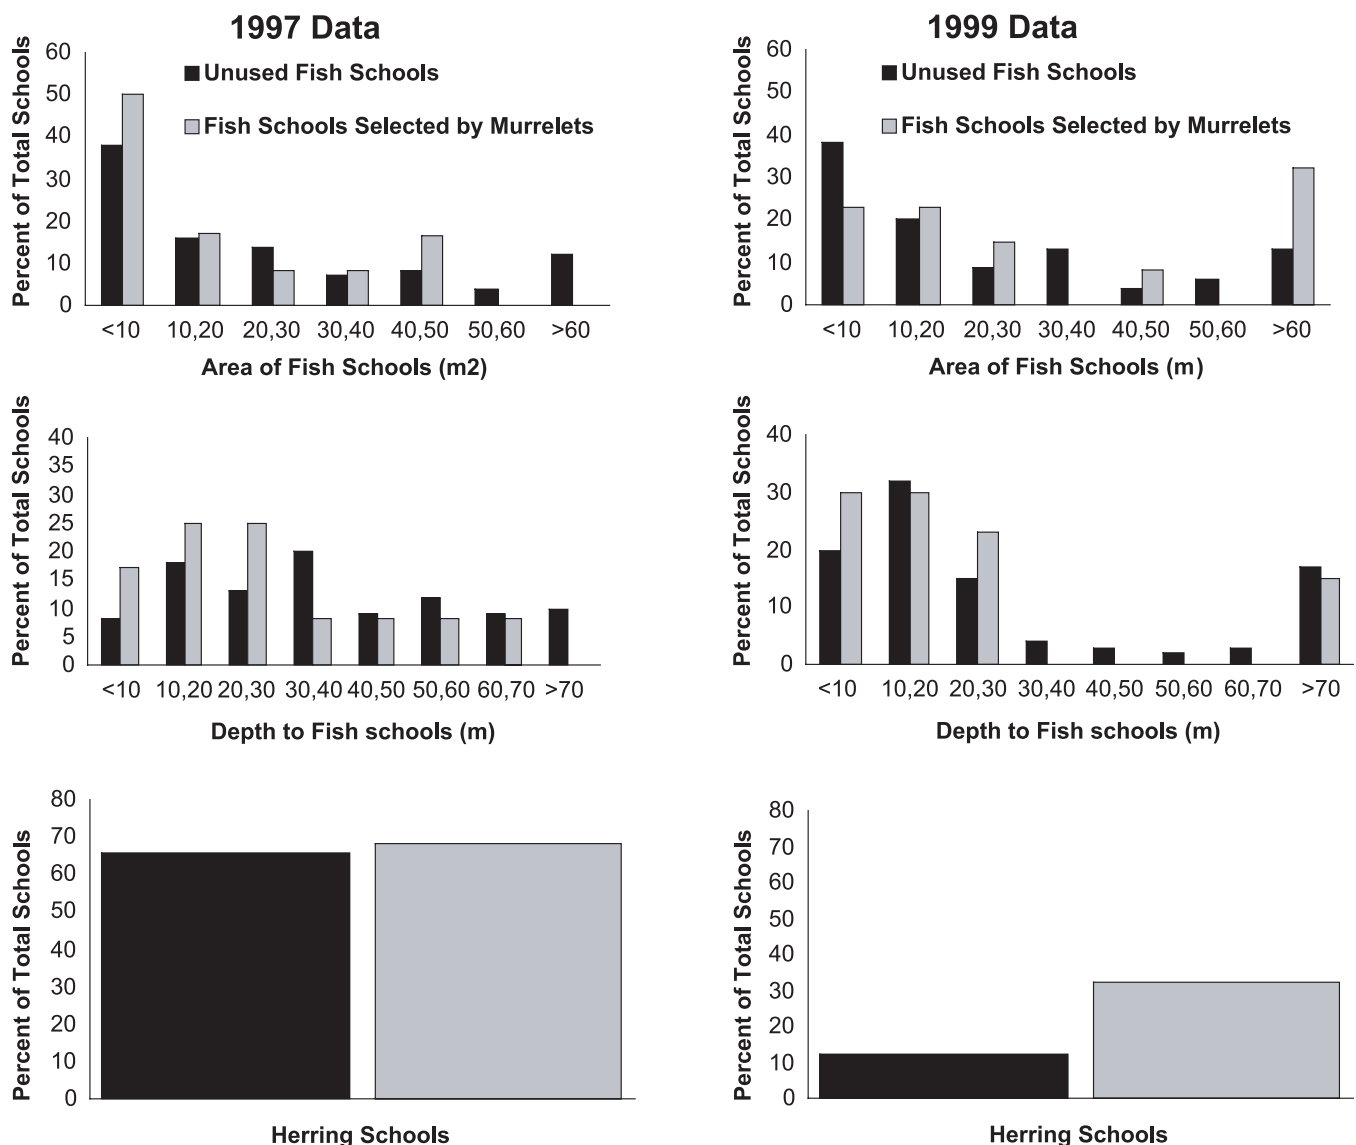 1997 Data
Percent of Total Schools
60
50
40
30
20
10
0
Unused Fish Schools
Fish Schools Selected by Murrelets
<10 10,20 20,30 30,40 40,50 50,60 >60
Area of Fish Schools (m2)
1999 Data
Percent of Total Schools
60
50
40
30
20
10
0
Unused Fish Schools
Fish Schools Selected by Murrelets
<10 10,20 20,30 30,40 40,50 50,60 >60
Area of Fish Schools (m)
Percent of Total Schools
40
35
30
25
20
15
10
5
0
<10 10,20 20,30 30,40 40,50 50,60 60,70 >70
Depth to Fish schools (m)
Percent of Total Schools
40
30
20
10
0
<10 10,20 20,30 30,40 40,50 50,60 60,70 >70
Depth to Fish schools (m)
Percent of Total Schools
80
70
60
50
40
30
20
10
0
Herring Schools
Percent of Total Schools
80
70
60
50
40
30
20
10
0
Herring Schools